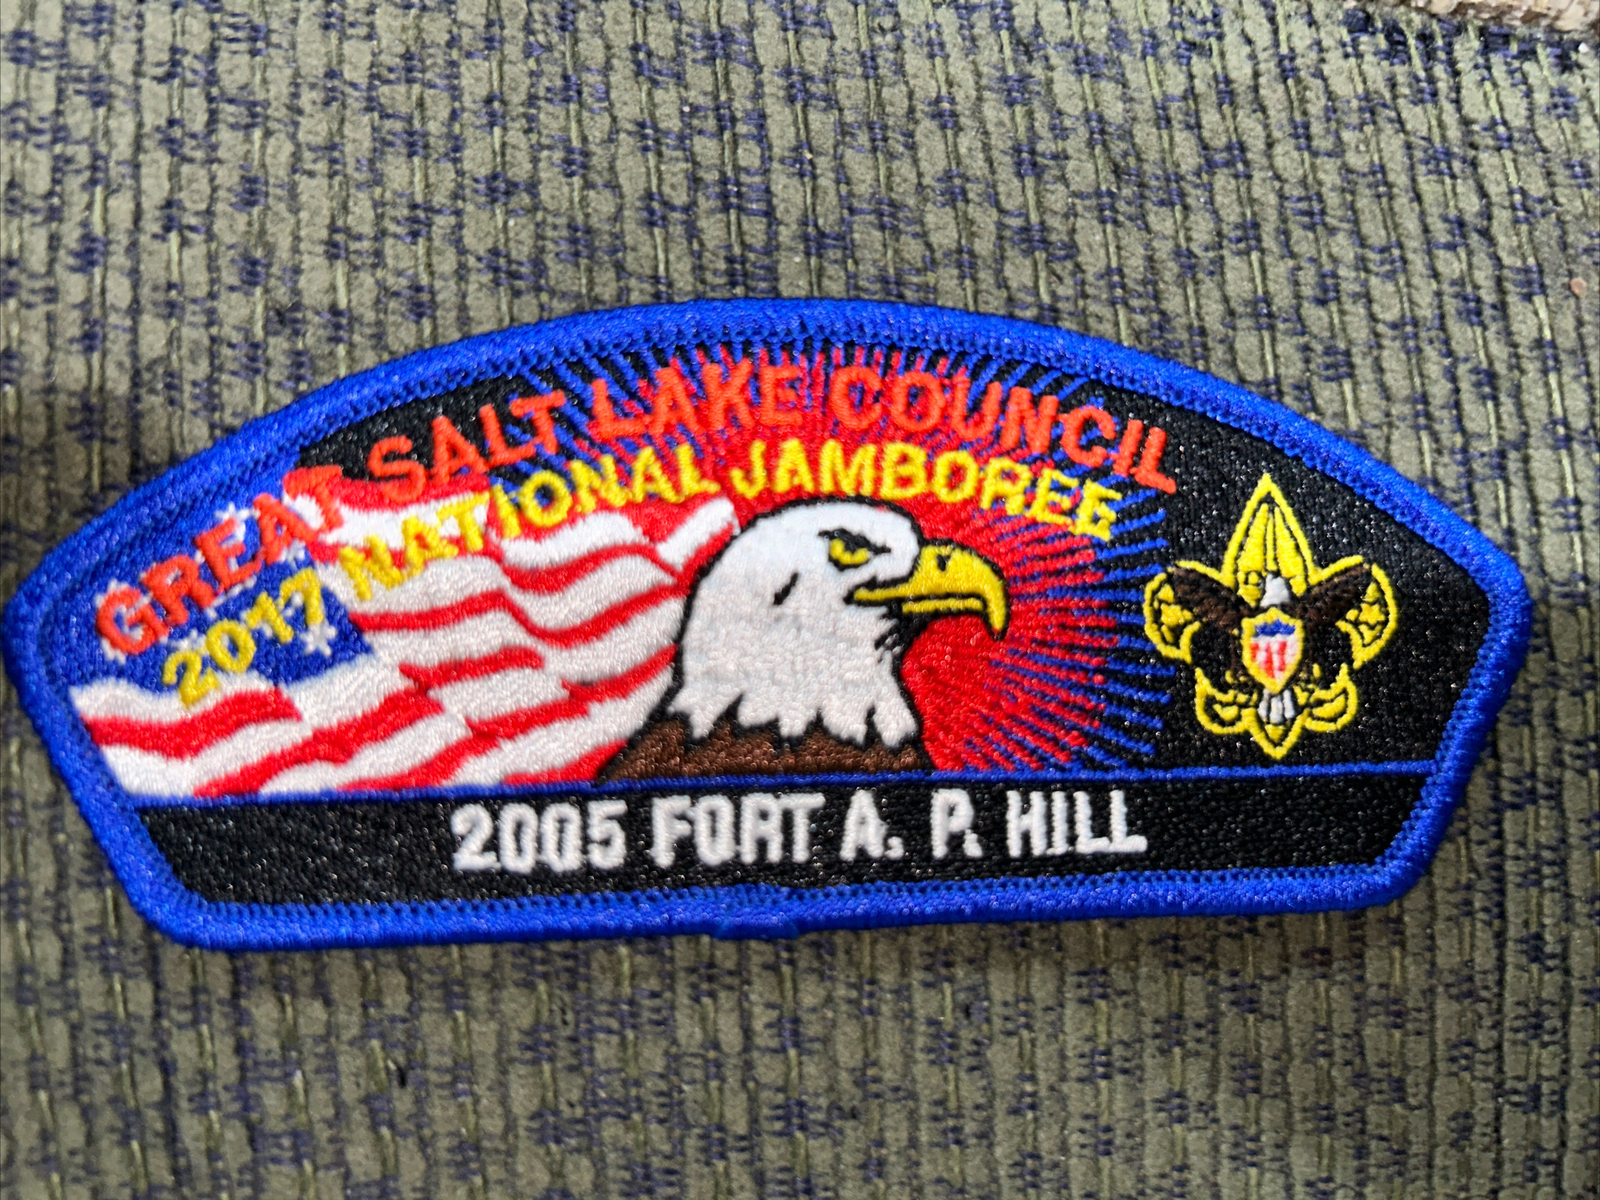 GREAT SALT LAKE COUNCIL
2017 NATIONAL JAMBOREE
2005 FORT A. P. HILL